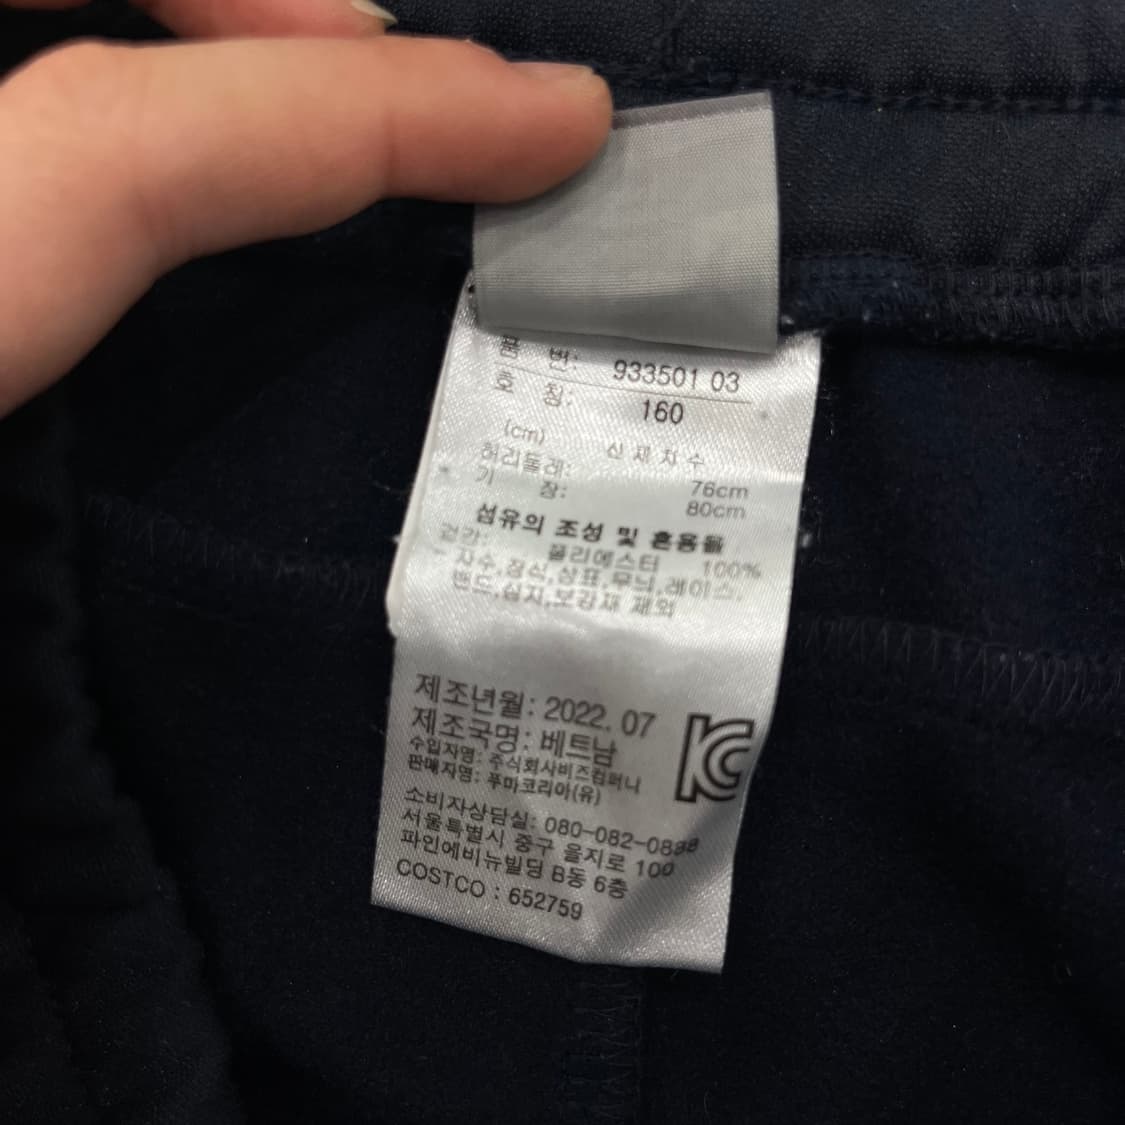 품 번: 933501 03
호 칭: 160
(cm) 신체치수
허리둘레: 76cm
기 장: 80cm
섬유의 조성 및 혼용율
겉감: 폴리에스터 100%
* 자수,장식,상표,무늬,레이스,
밴드,심지,보강재 제외
제조년월: 2022. 07
제조국명: 베트남
수입자명: 주식회사비즈컴퍼니
판매자명: 푸마코리아(유)
소비자상담실: 080-082-0898
서울특별시 중구 을지로 100
파인에비뉴빌딩 B동 6층
COSTCO : 652759
KC